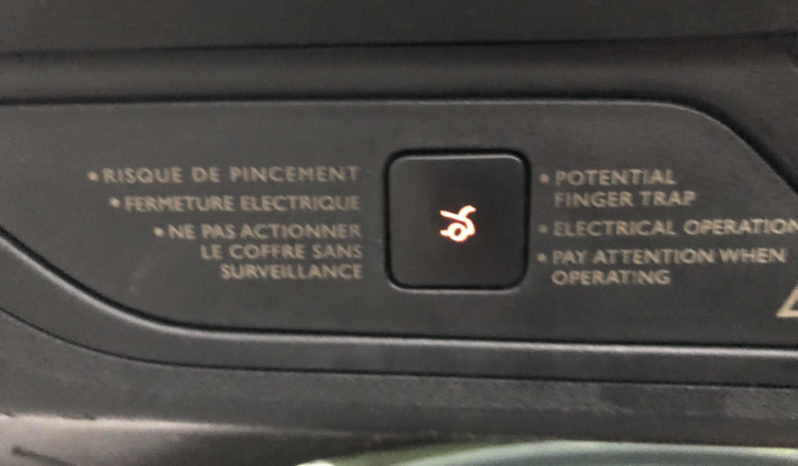 • RISQUE DE PINCEMENT
• FERMETURE ELECTRIQUE
• NE PAS ACTIONNER
LE COFFRE SANS
SURVEILLANCE
• POTENTIAL
FINGER TRAP
• ELECTRICAL OPERATION
• PAY ATTENTION WHEN
OPERATING